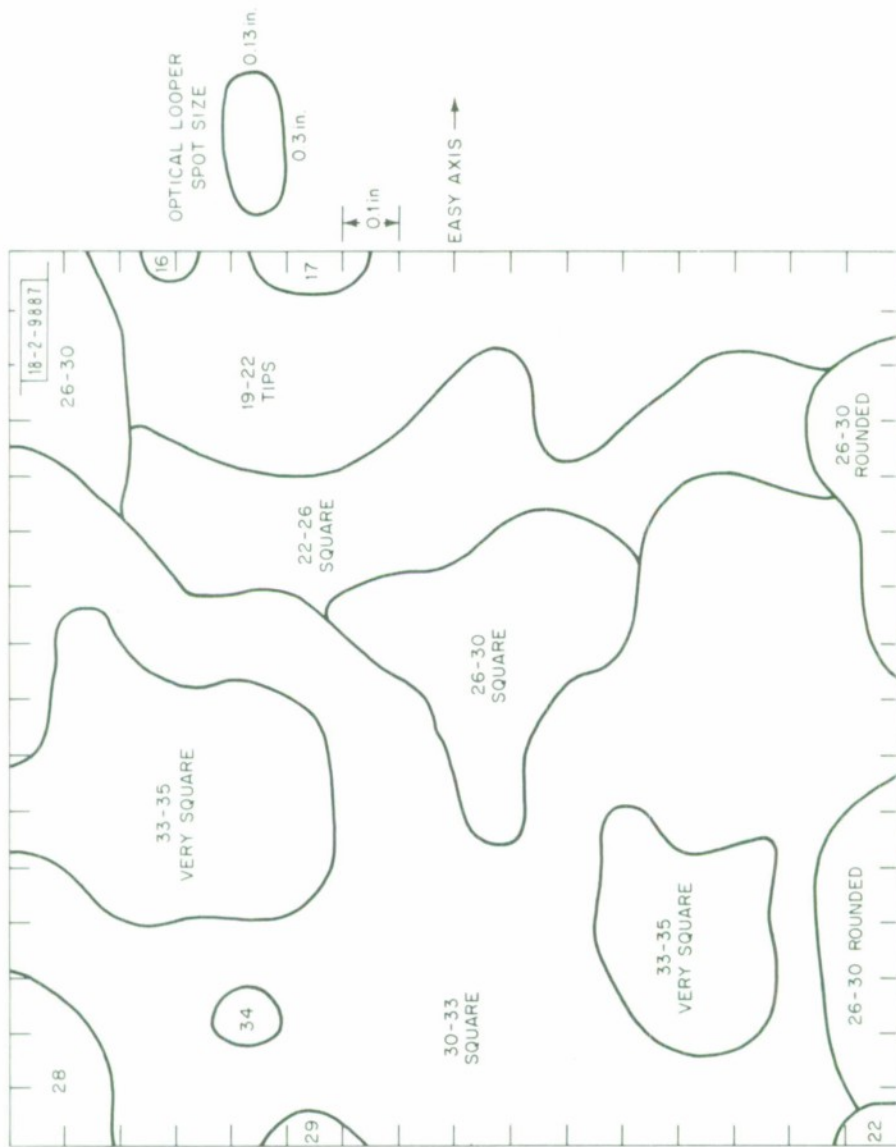 18-2-9887
28
26-30
OPTICAL LOOPER
SPOT SIZE
0.13 in.
0.3 in.
16
33-35
VERY SQUARE
34
19-22
TIPS
17
29
22-26
SQUARE
0.1 in
EASY AXIS →
30-33
SQUARE
26-30
SQUARE
33-35
VERY SQUARE
22
26-30 ROUNDED
26-30
ROUNDED